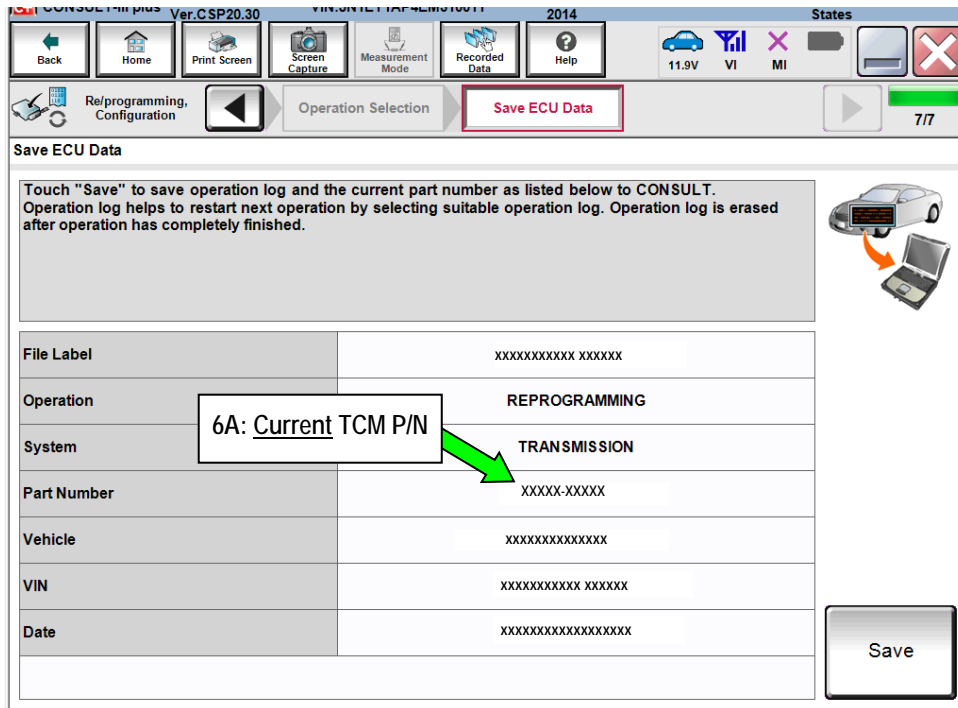 CONSULT-III plus Ver.CSP20.30 2014 States
Back
Home
Print Screen
Screen Capture
Measurement Mode
Recorded Data
Help
11.9V
VI
MI
Re/programming, Configuration
Operation Selection
Save ECU Data
7/7
Save ECU Data
Touch "Save" to save operation log and the current part number as listed below to CONSULT.
Operation log helps to restart next operation by selecting suitable operation log. Operation log is erased
after operation has completely finished.
File Label xxxxxxxxxxx xxxxxx
Operation REPROGRAMMING
6A: Current TCM P/N
System TRANSMISSION
Part Number XXXXX-XXXXX
Vehicle xxxxxxxxxxxxxx
VIN xxxxxxxxxxx xxxxxx
Date xxxxxxxxxxxxxxxxxx
Save